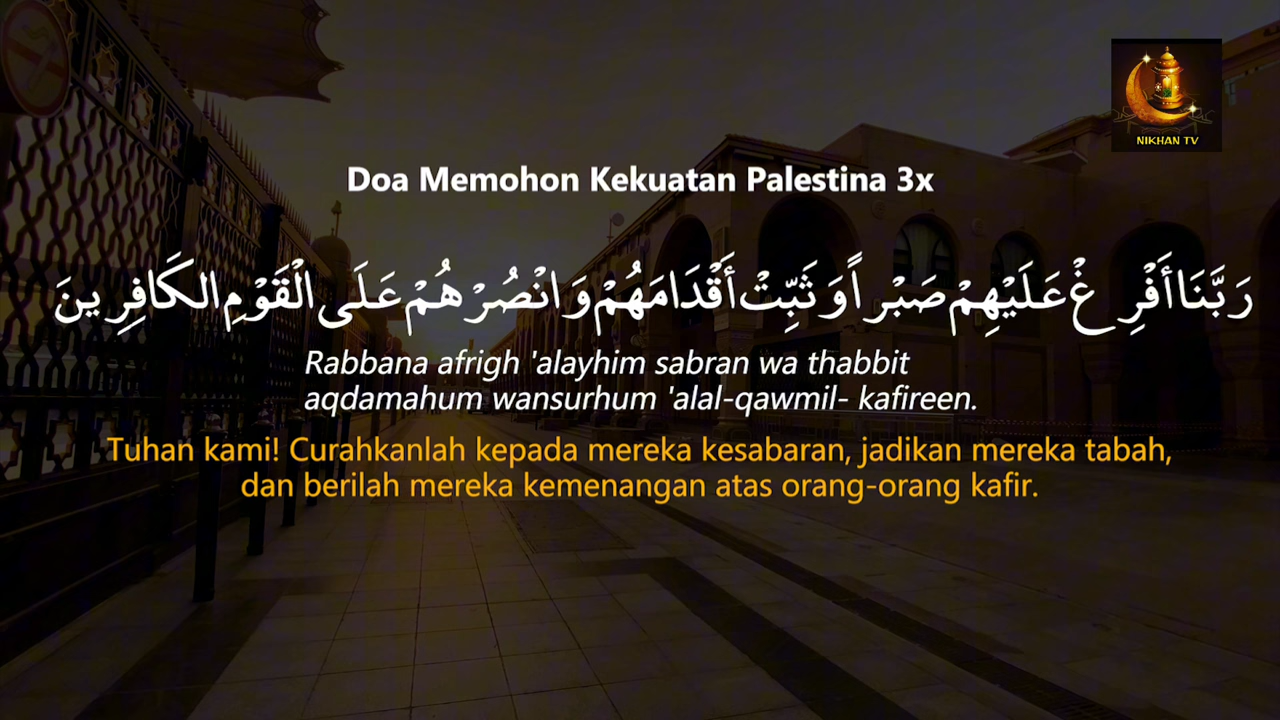 NIKHAN TV
Doa Memohon Kekuatan Palestina 3x
رَبَّنَا أَفْرِغْ عَلَيْهِمْ صَبْراً وَ ثَبِّتْ أَقْدَامَهُمْ وَ انْصُرْ هُمْ عَلَى الْقَوْمِ الكَافِرِينَ
Rabbana afrigh 'alayhim sabran wa thabbit
aqdamahum wansurhum 'alal-qawmil- kafireen.
Tuhan kami! Curahkanlah kepada mereka kesabaran, jadikan mereka tabah,
dan berilah mereka kemenangan atas orang-orang kafir.